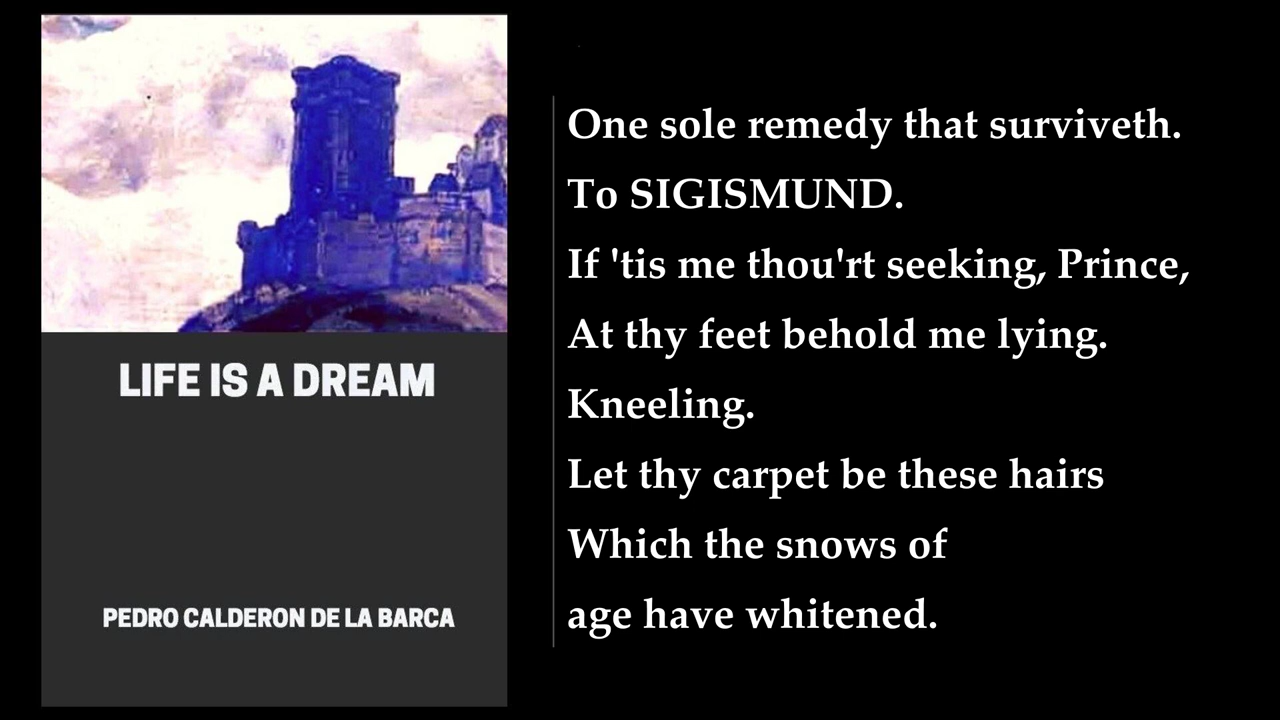 LIFE IS A DREAM
PEDRO CALDERON DE LA BARCA
One sole remedy that surviveth.
To SIGISMUND.
If 'tis me thou'rt seeking, Prince,
At thy feet behold me lying.
Kneeling.
Let thy carpet be these hairs
Which the snows of
age have whitened.